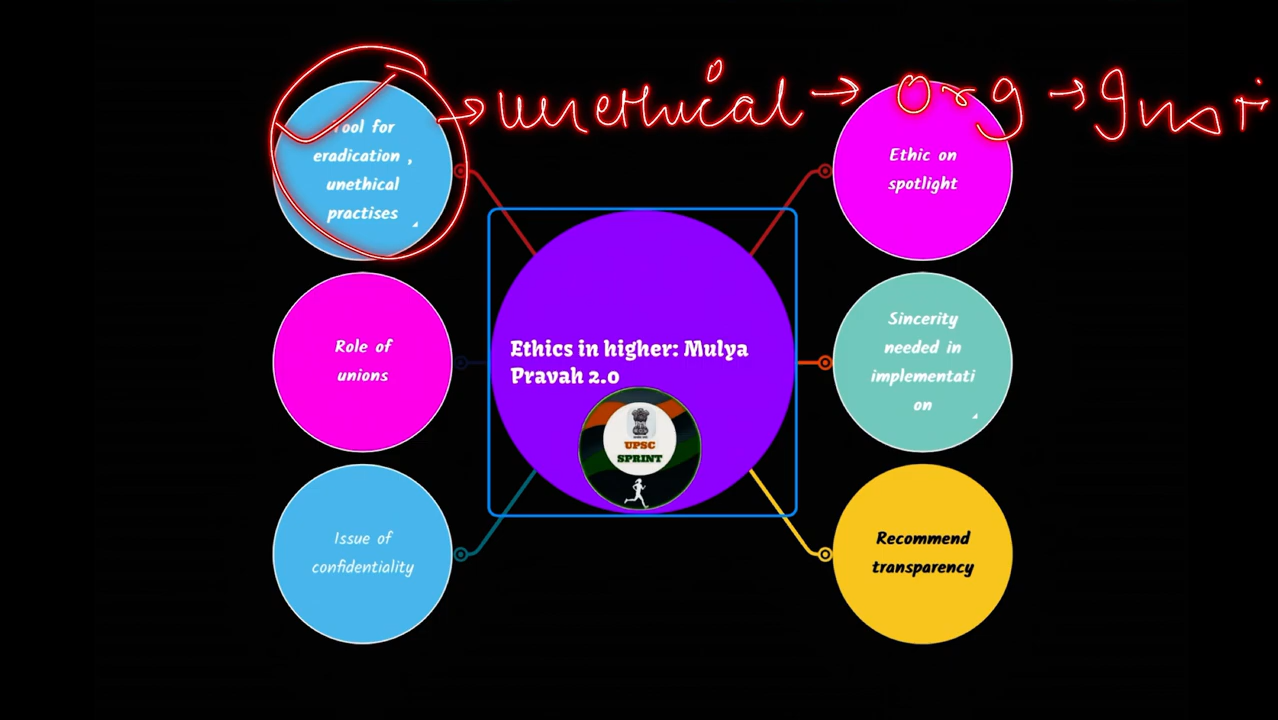 → unethical → org →
Tool for
eradication ,
unethical
practises
Ethic on
spotlight
Role of
unions
Ethics in higher: Mulya
Pravah 2.0
UPSC
SPRINT
Sincerity
needed in
implementati
on
Issue of
confidentiality
Recommend
transparency